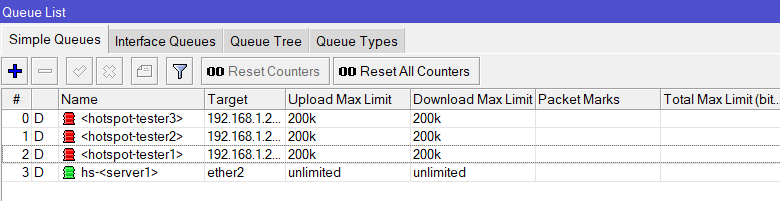 Queue List
Simple Queues Interface Queues Queue Tree Queue Types
00 Reset Counters 00 Reset All Counters
# Name Target Upload Max Limit Download Max Limit Packet Marks Total Max Limit (bit...
0 D <hotspot-tester3> 192.168.1.2... 200k 200k
1 D <hotspot-tester2> 192.168.1.2... 200k 200k
2 D <hotspot-tester1> 192.168.1.2... 200k 200k
3 D hs-<server1> ether2 unlimited unlimited